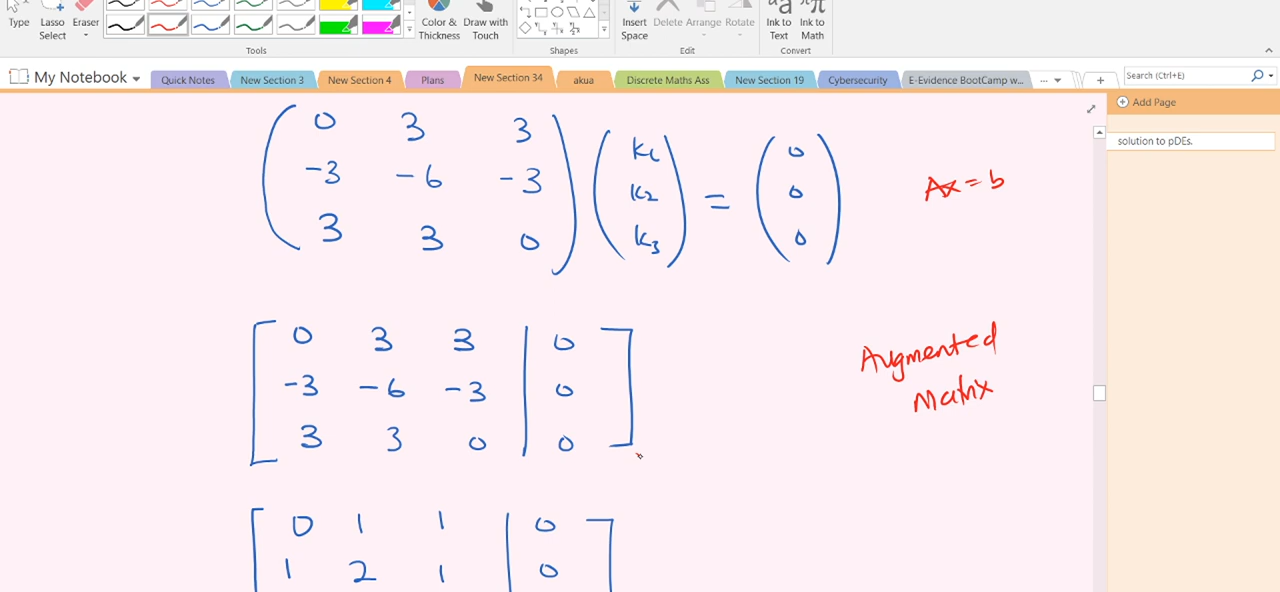 Type
Lasso Select
Eraser
Color & Thickness
Draw with Touch
Insert Space
Delete
Arrange
Rotate
Ink to Text
Ink to Math
Tools
Shapes
Edit
Convert
My Notebook
Quick Notes
New Section 3
New Section 4
Plans
New Section 34
akua
Discrete Maths Ass
New Section 19
Cybersecurity
E-Evidence BootCamp w...
...
+
Search (Ctrl+E)
Add Page
solution to pDEs.
0 3 3
-3 -6 -3
3 3 0
k1
k2
k3
=
0
0
0
Ax = b
0 3 3 | 0
-3 -6 -3 | 0
3 3 0 | 0
Augmented
Matrix
0 1 1 | 0
1 2 1 | 0